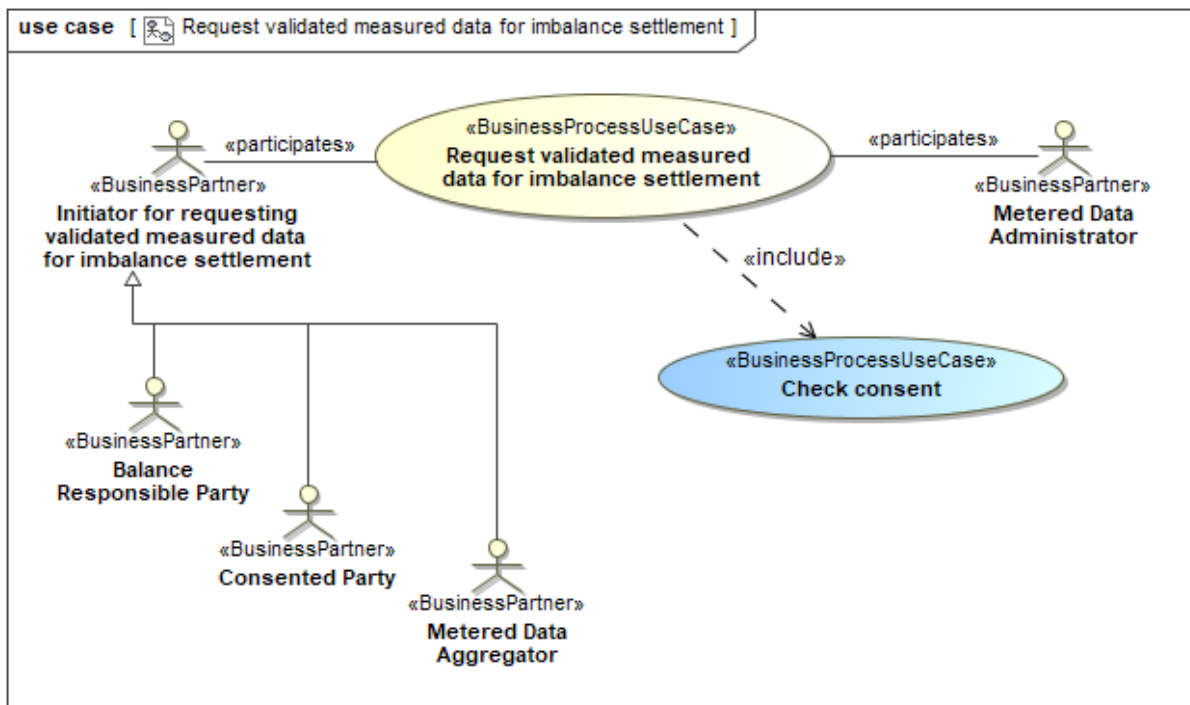 use case [ Request validated measured data for imbalance settlement ]
«BusinessPartner»
Initiator for requesting
validated measured data
for imbalance settlement
«participates»
«BusinessProcessUseCase»
Request validated measured
data for imbalance settlement
«participates»
«BusinessPartner»
Metered Data
Administrator
«include»
«BusinessProcessUseCase»
Check consent
«BusinessPartner»
Balance
Responsible Party
«BusinessPartner»
Consented Party
«BusinessPartner»
Metered Data
Aggregator